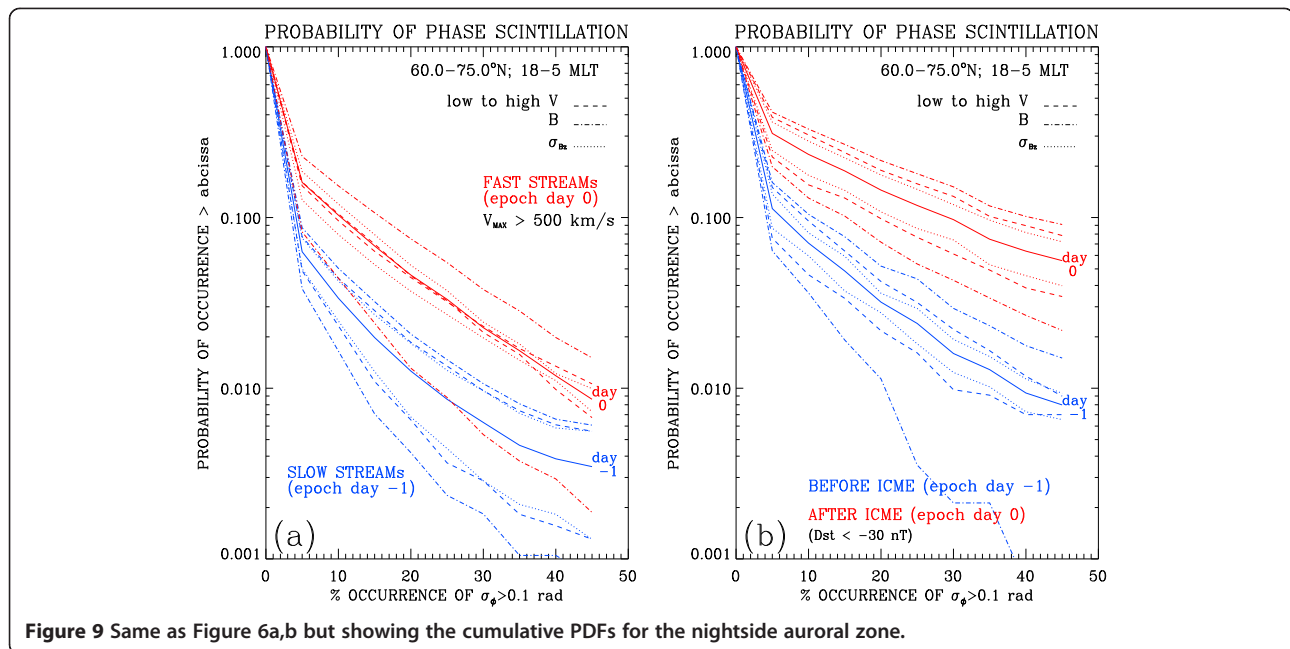 PROBABILITY OF PHASE SCINTILLATION
PROBABILITY OF OCCURRENCE > abcissa
1.000
0.100
0.010
0.001
60.0−75.0°N; 18−5 MLT
low to high V
B
σBz
FAST STREAMs
(epoch day 0)
VMAX > 500 km/s
day
0
day
−1
SLOW STREAMs
(epoch day −1)
(a)
0 10 20 30 40 50
% OCCURRENCE OF σϕ>0.1 rad
PROBABILITY OF PHASE SCINTILLATION
PROBABILITY OF OCCURRENCE > abcissa
1.000
0.100
0.010
0.001
60.0−75.0°N; 18−5 MLT
low to high V
B
σBz
day
0
day
−1
BEFORE ICME (epoch day −1)
AFTER ICME (epoch day 0)
(Dst < −30 nT)
(b)
0 10 20 30 40 50
% OCCURRENCE OF σϕ>0.1 rad
Figure 9 Same as Figure 6a,b but showing the cumulative PDFs for the nightside auroral zone.